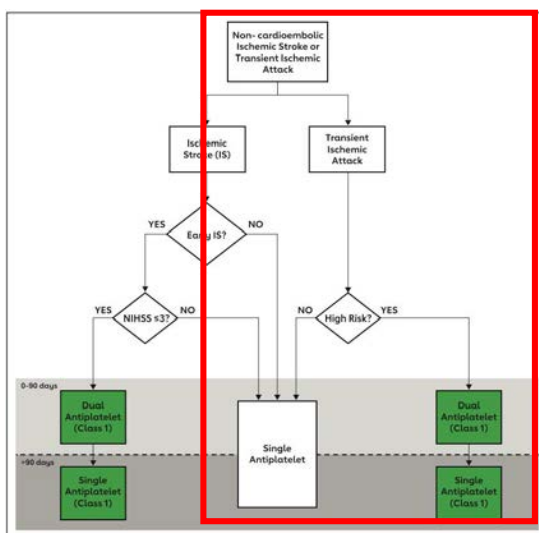 Non- cardioembolic
Ischemic Stroke or
Transient Ischemic
Attack
Ischemic
Stroke (IS)
Transient
Ischemic
Attack
Early IS?
YES
NO
NIHSS ≤3?
YES
NO
High Risk?
NO
YES
0-90 days
Dual
Antiplatelet
(Class 1)
Single
Antiplatelet
Dual
Antiplatelet
(Class 1)
>90 days
Single
Antiplatelet
(Class 1)
Single
Antiplatelet
(Class 1)